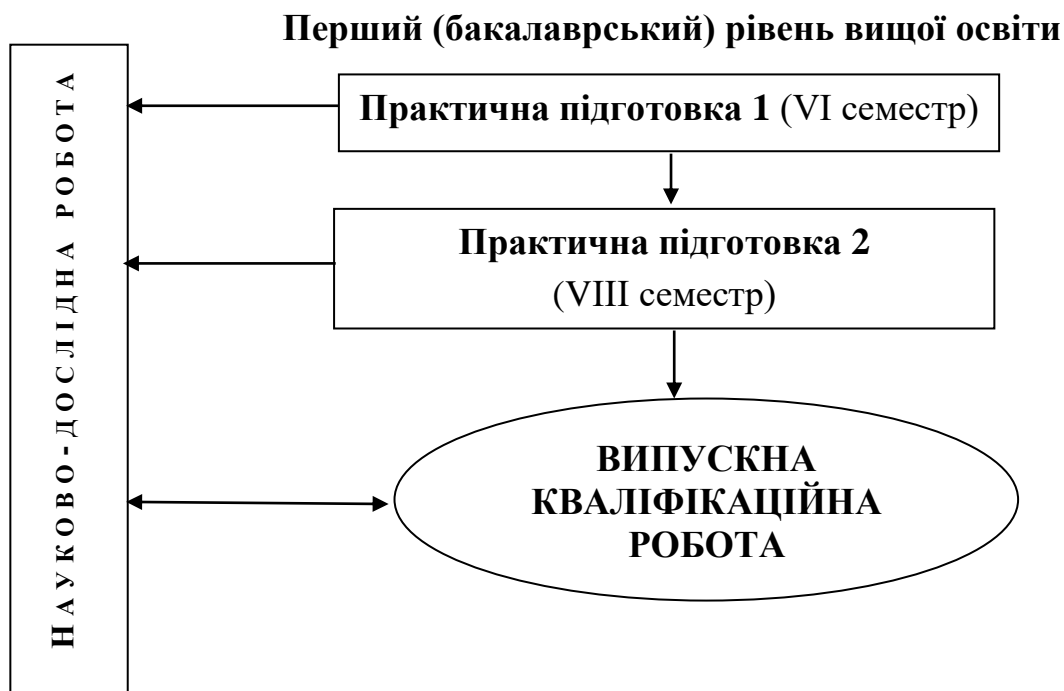 Перший (бакалаврський) рівень вищої освіти
НАУКОВО-ДОСЛІДНА РОБОТА
Практична підготовка 1 (VI семестр)
Практична підготовка 2
(VIII семестр)
ВИПУСКНА
КВАЛІФІКАЦІЙНА
РОБОТА